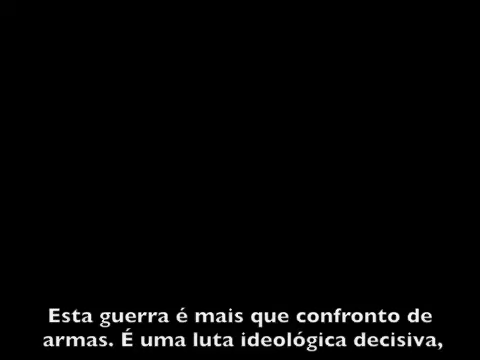 Esta guerra é mais que confronto de
armas. É uma luta ideológica decisiva,